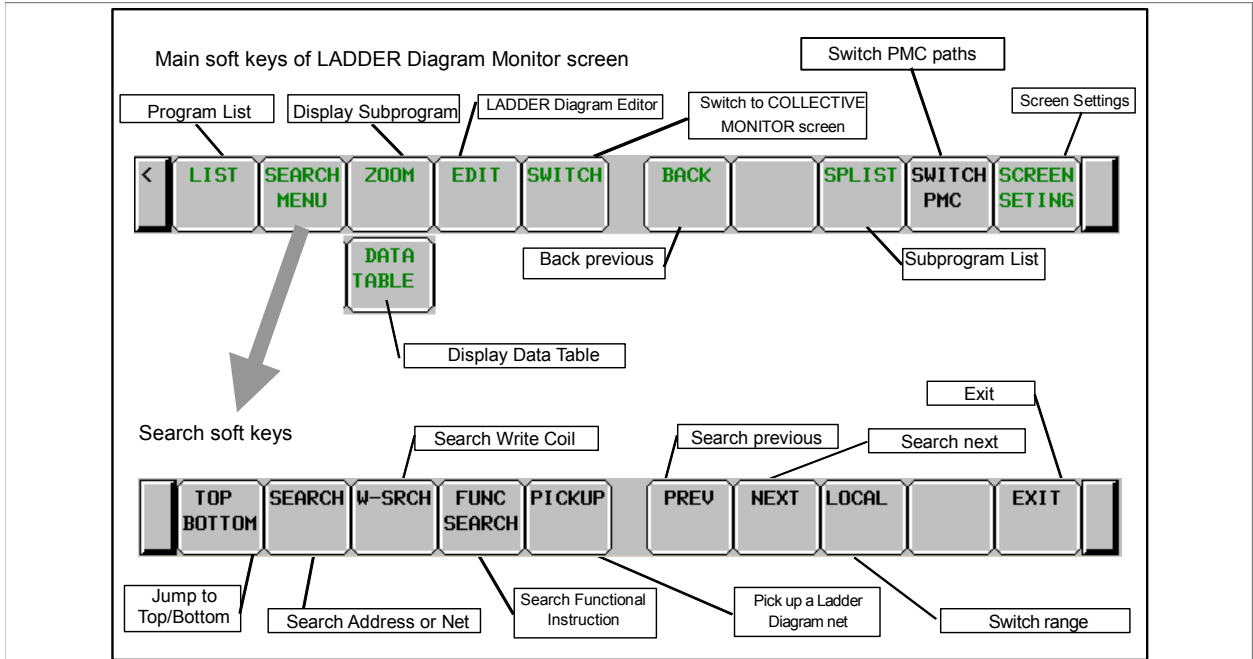 Main soft keys of LADDER Diagram Monitor screen
Switch PMC paths
Program List
Display Subprogram
LADDER Diagram Editor
Switch to COLLECTIVE
MONITOR screen
Screen Settings
<
LIST
SEARCH
MENU
ZOOM
EDIT
SWITCH
BACK
SPLIST
SWITCH
PMC
SCREEN
SETING
DATA
TABLE
Back previous
Subprogram List
Display Data Table
Exit
Search soft keys
Search Write Coil
Search previous
Search next
TOP
BOTTOM
SEARCH
W-SRCH
FUNC
SEARCH
PICKUP
PREV
NEXT
LOCAL
EXIT
Jump to
Top/Bottom
Search Address or Net
Search Functional
Instruction
Pick up a Ladder
Diagram net
Switch range